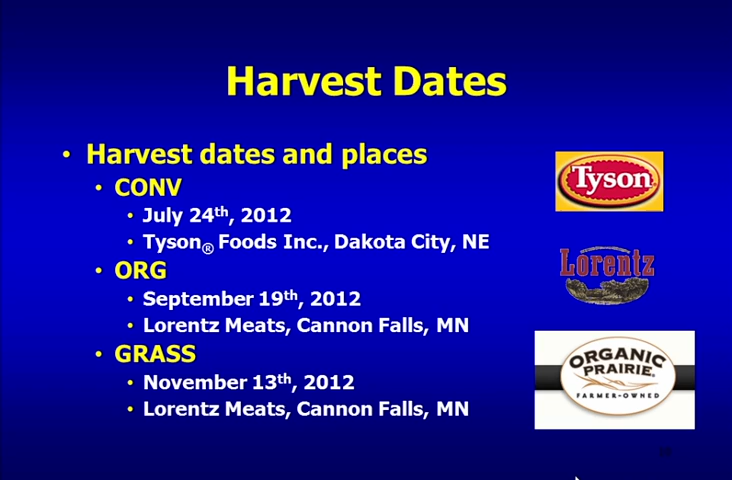 Harvest Dates
• Harvest dates and places
• CONV
• July 24th, 2012
• Tyson® Foods Inc., Dakota City, NE
• ORG
• September 19th, 2012
• Lorentz Meats, Cannon Falls, MN
• GRASS
• November 13th, 2012
• Lorentz Meats, Cannon Falls, MN
Tyson®
Lorentz
ORGANIC
PRAIRIE®
FARMER-OWNED